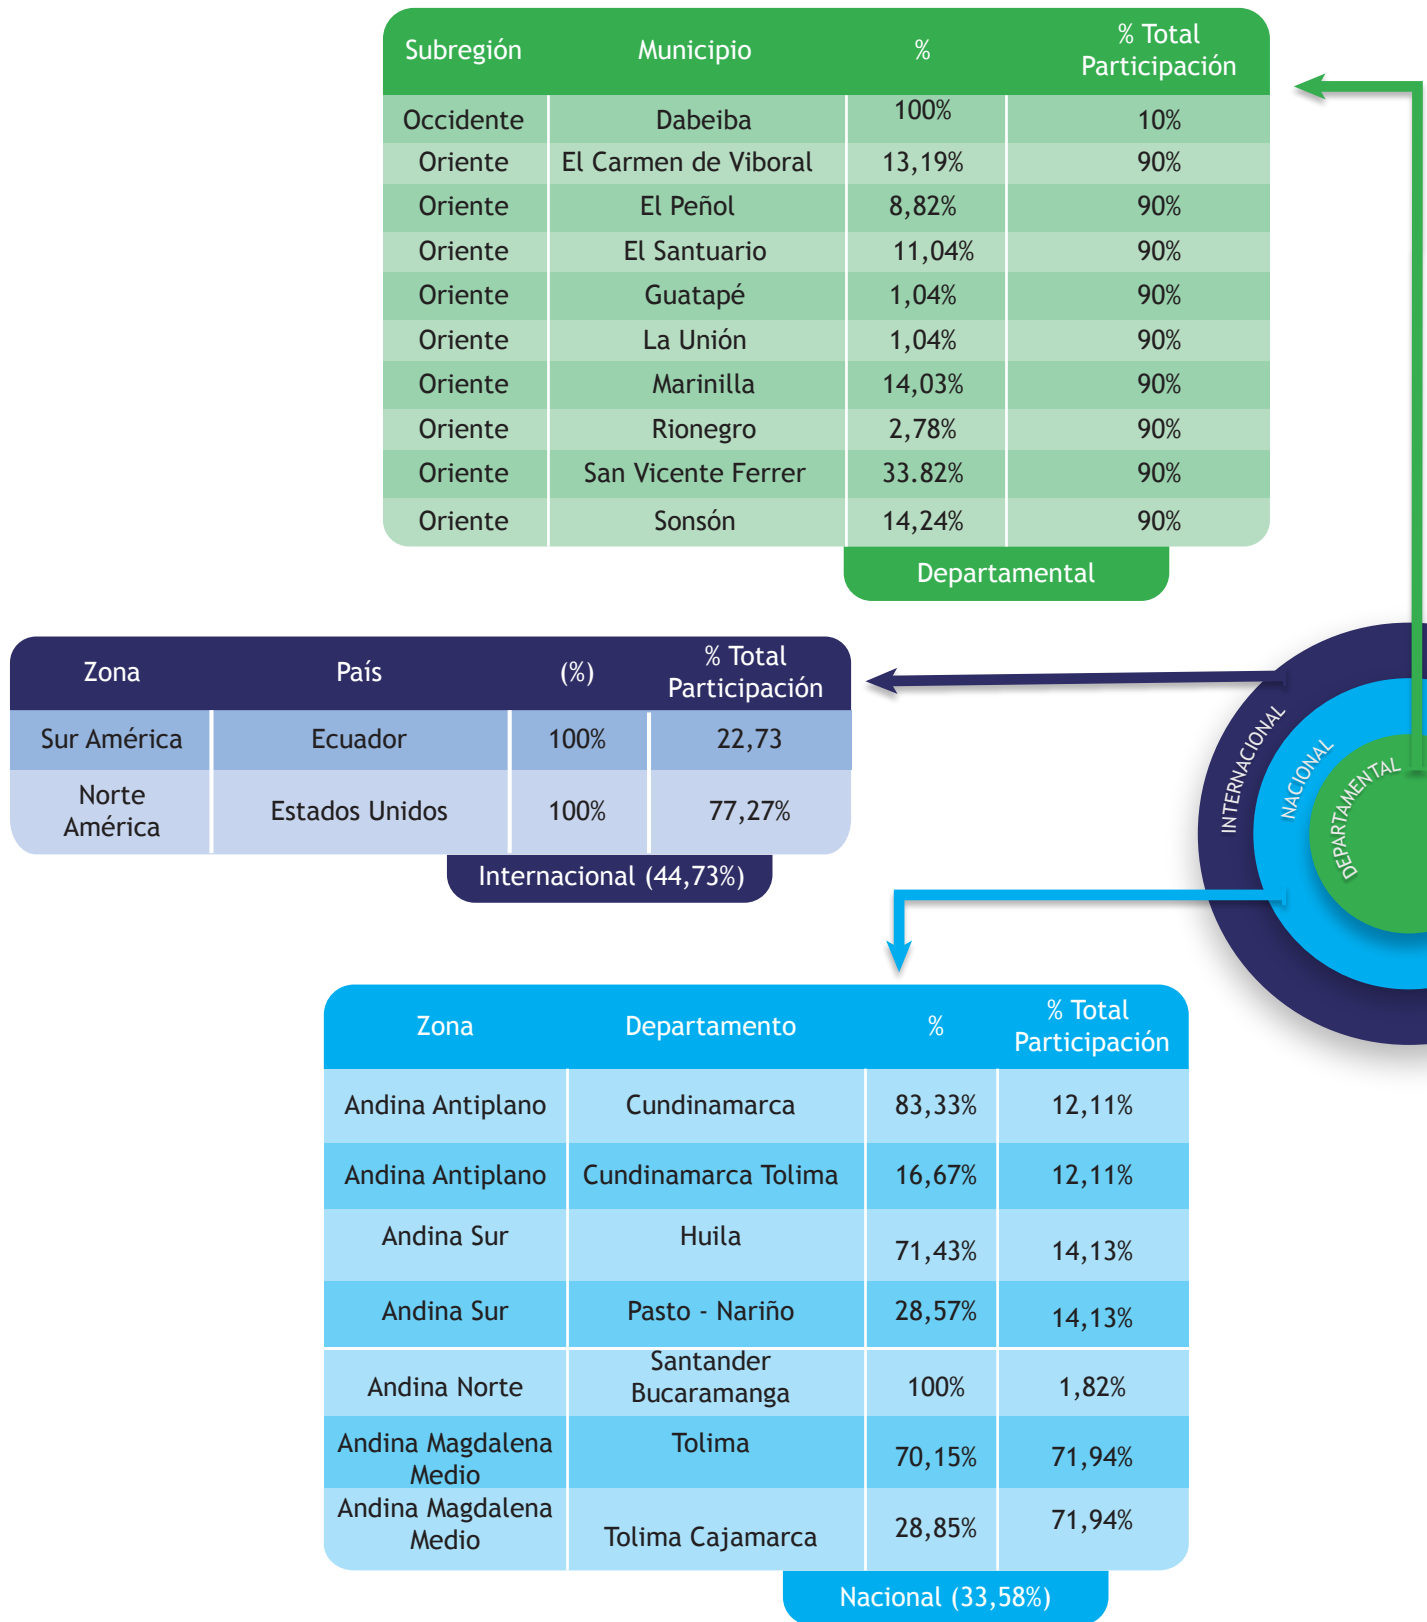 Subregión Municipio % % Total Participación
Occidente Dabeiba 100% 10%
Oriente El Carmen de Viboral 13,19% 90%
Oriente El Peñol 8,82% 90%
Oriente El Santuario 11,04% 90%
Oriente Guatapé 1,04% 90%
Oriente La Unión 1,04% 90%
Oriente Marinilla 14,03% 90%
Oriente Rionegro 2,78% 90%
Oriente San Vicente Ferrer 33.82% 90%
Oriente Sonsón 14,24% 90%
Departamental
Zona País (%) % Total Participación
Sur América Ecuador 100% 22,73
Norte América Estados Unidos 100% 77,27%
Internacional (44,73%)
INTERNACIONAL
NACIONAL
DEPARTAMENTAL
Zona Departamento % % Total Participación
Andina Antiplano Cundinamarca 83,33% 12,11%
Andina Antiplano Cundinamarca Tolima 16,67% 12,11%
Andina Sur Huila 71,43% 14,13%
Andina Sur Pasto - Nariño 28,57% 14,13%
Andina Norte Santander Bucaramanga 100% 1,82%
Andina Magdalena Medio Tolima 70,15% 71,94%
Andina Magdalena Medio Tolima Cajamarca 28,85% 71,94%
Nacional (33,58%)